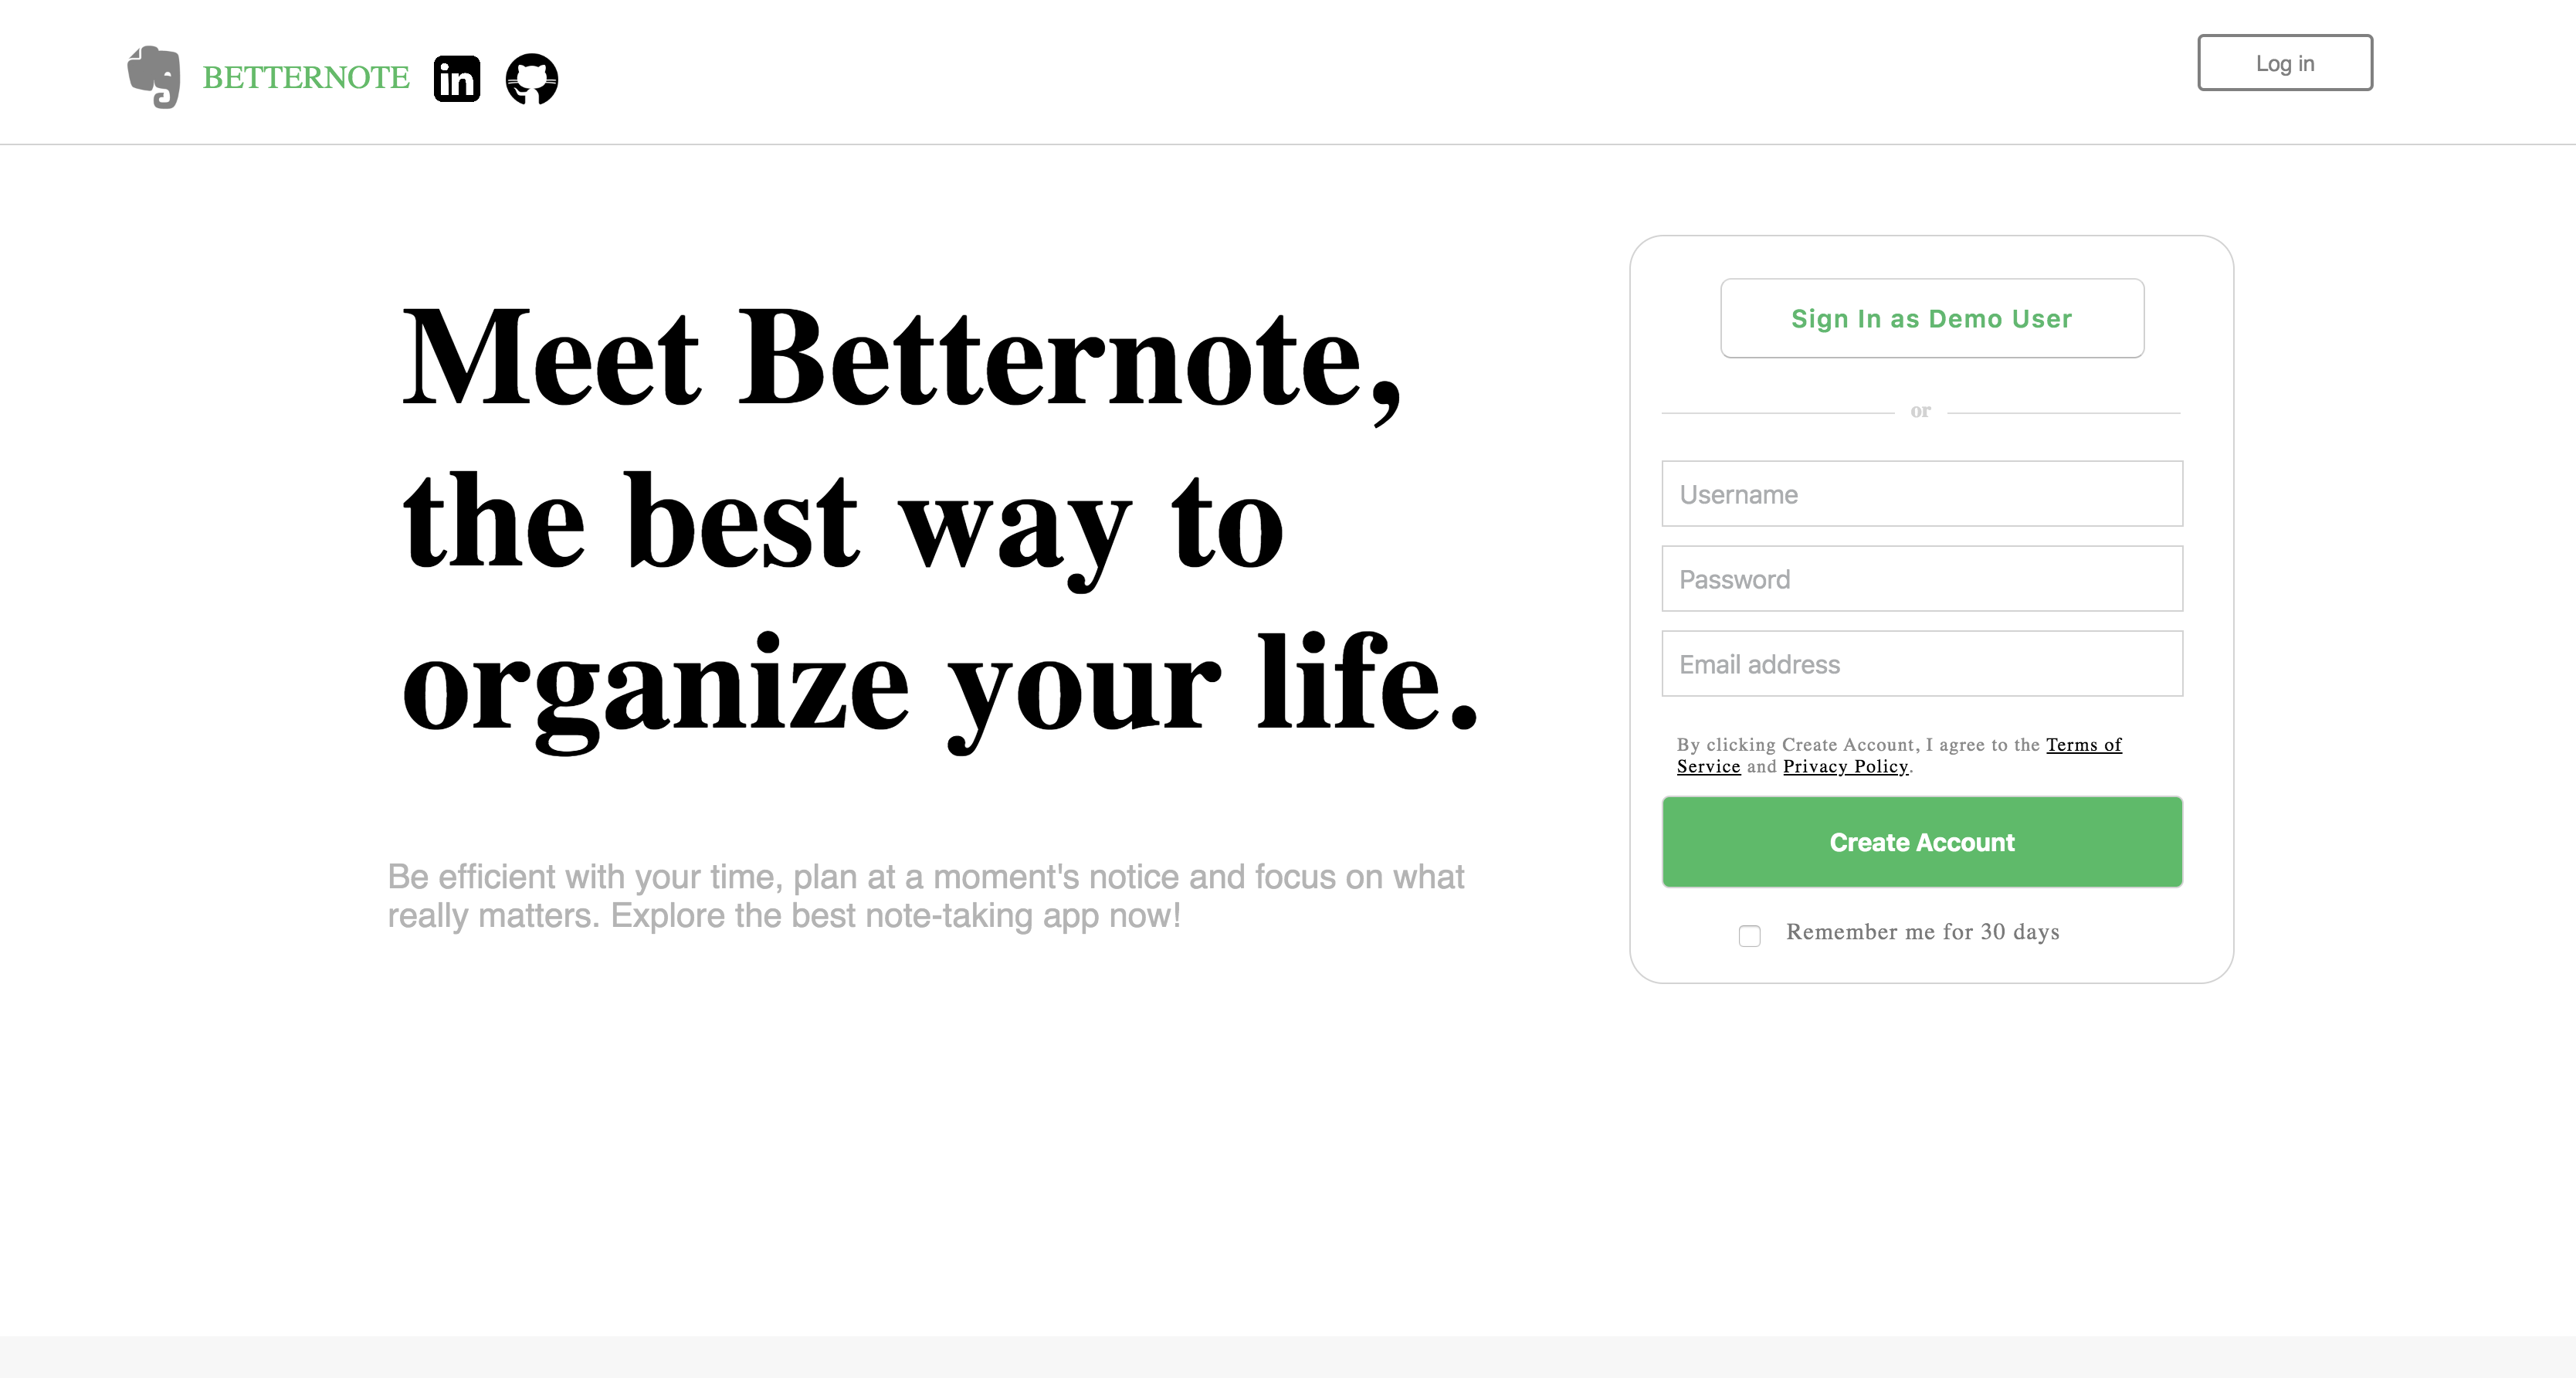 BETTERNOTE
Log in
Meet Betternote,
the best way to
organize your life.
Be efficient with your time, plan at a moment's notice and focus on what
really matters. Explore the best note-taking app now!
Sign In as Demo User
or
Username
Password
Email address
By clicking Create Account, I agree to the Terms of
Service and Privacy Policy.
Create Account
Remember me for 30 days